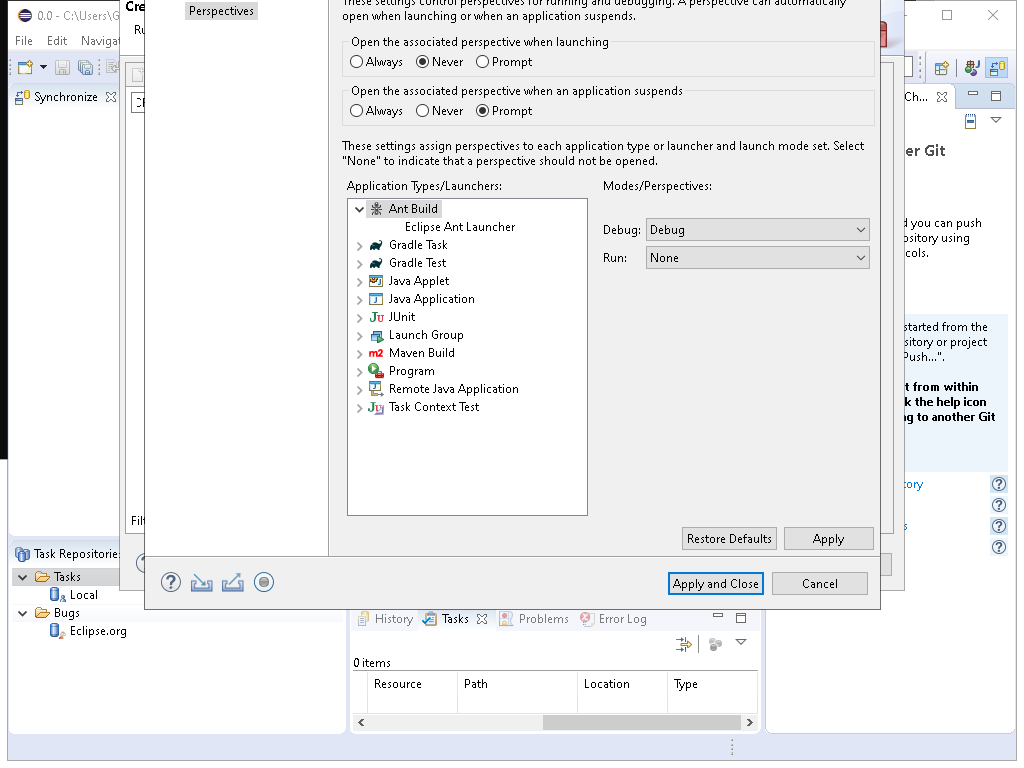 0.0 - C:\Users\G
File Edit Naviga
Synchronize
Cre
Ru
Perspectives
These settings control perspectives for running and debugging. A perspective can automatically
open when launching or when an application suspends.
Open the associated perspective when launching
Always Never Prompt
Open the associated perspective when an application suspends
Always Never Prompt
These settings assign perspectives to each application type or launcher and launch mode set. Select
"None" to indicate that a perspective should not be opened.
Application Types/Launchers:
Modes/Perspectives:
Ant Build
Eclipse Ant Launcher
Gradle Task
Gradle Test
Java Applet
Java Application
JUnit
Launch Group
Maven Build
Program
Remote Java Application
Task Context Test
Debug: Debug
Run: None
Restore Defaults Apply
Apply and Close Cancel
Filt
Ch...
er Git
d you can push
ository using
cols.
started from the
sitory or project
Push...".
t from within
k the help icon
ng to another Git
ory
s
Task Repositorie
Tasks
Local
Bugs
Eclipse.org
History Tasks Problems Error Log
0 items
Resource Path Location Type